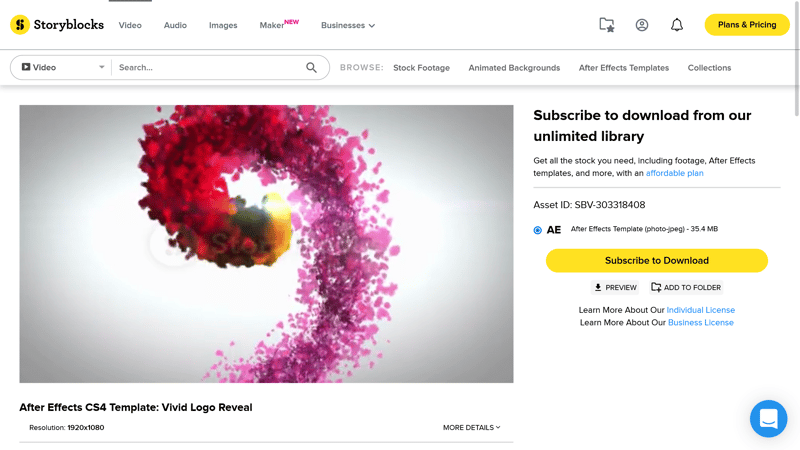 Storyblocks
Video
Audio
Images
Maker NEW
Businesses
Plans & Pricing
Video
Search...
BROWSE:
Stock Footage
Animated Backgrounds
After Effects Templates
Collections
Subscribe to download from our
unlimited library
Get all the stock you need, including footage, After Effects
templates, and more, with an affordable plan
Asset ID: SBV-303318408
AE After Effects Template (photo-jpeg) - 35.4 MB
Subscribe to Download
PREVIEW
ADD TO FOLDER
Learn More About Our Individual License
Learn More About Our Business License
After Effects CS4 Template: Vivid Logo Reveal
Resolution: 1920x1080
MORE DETAILS